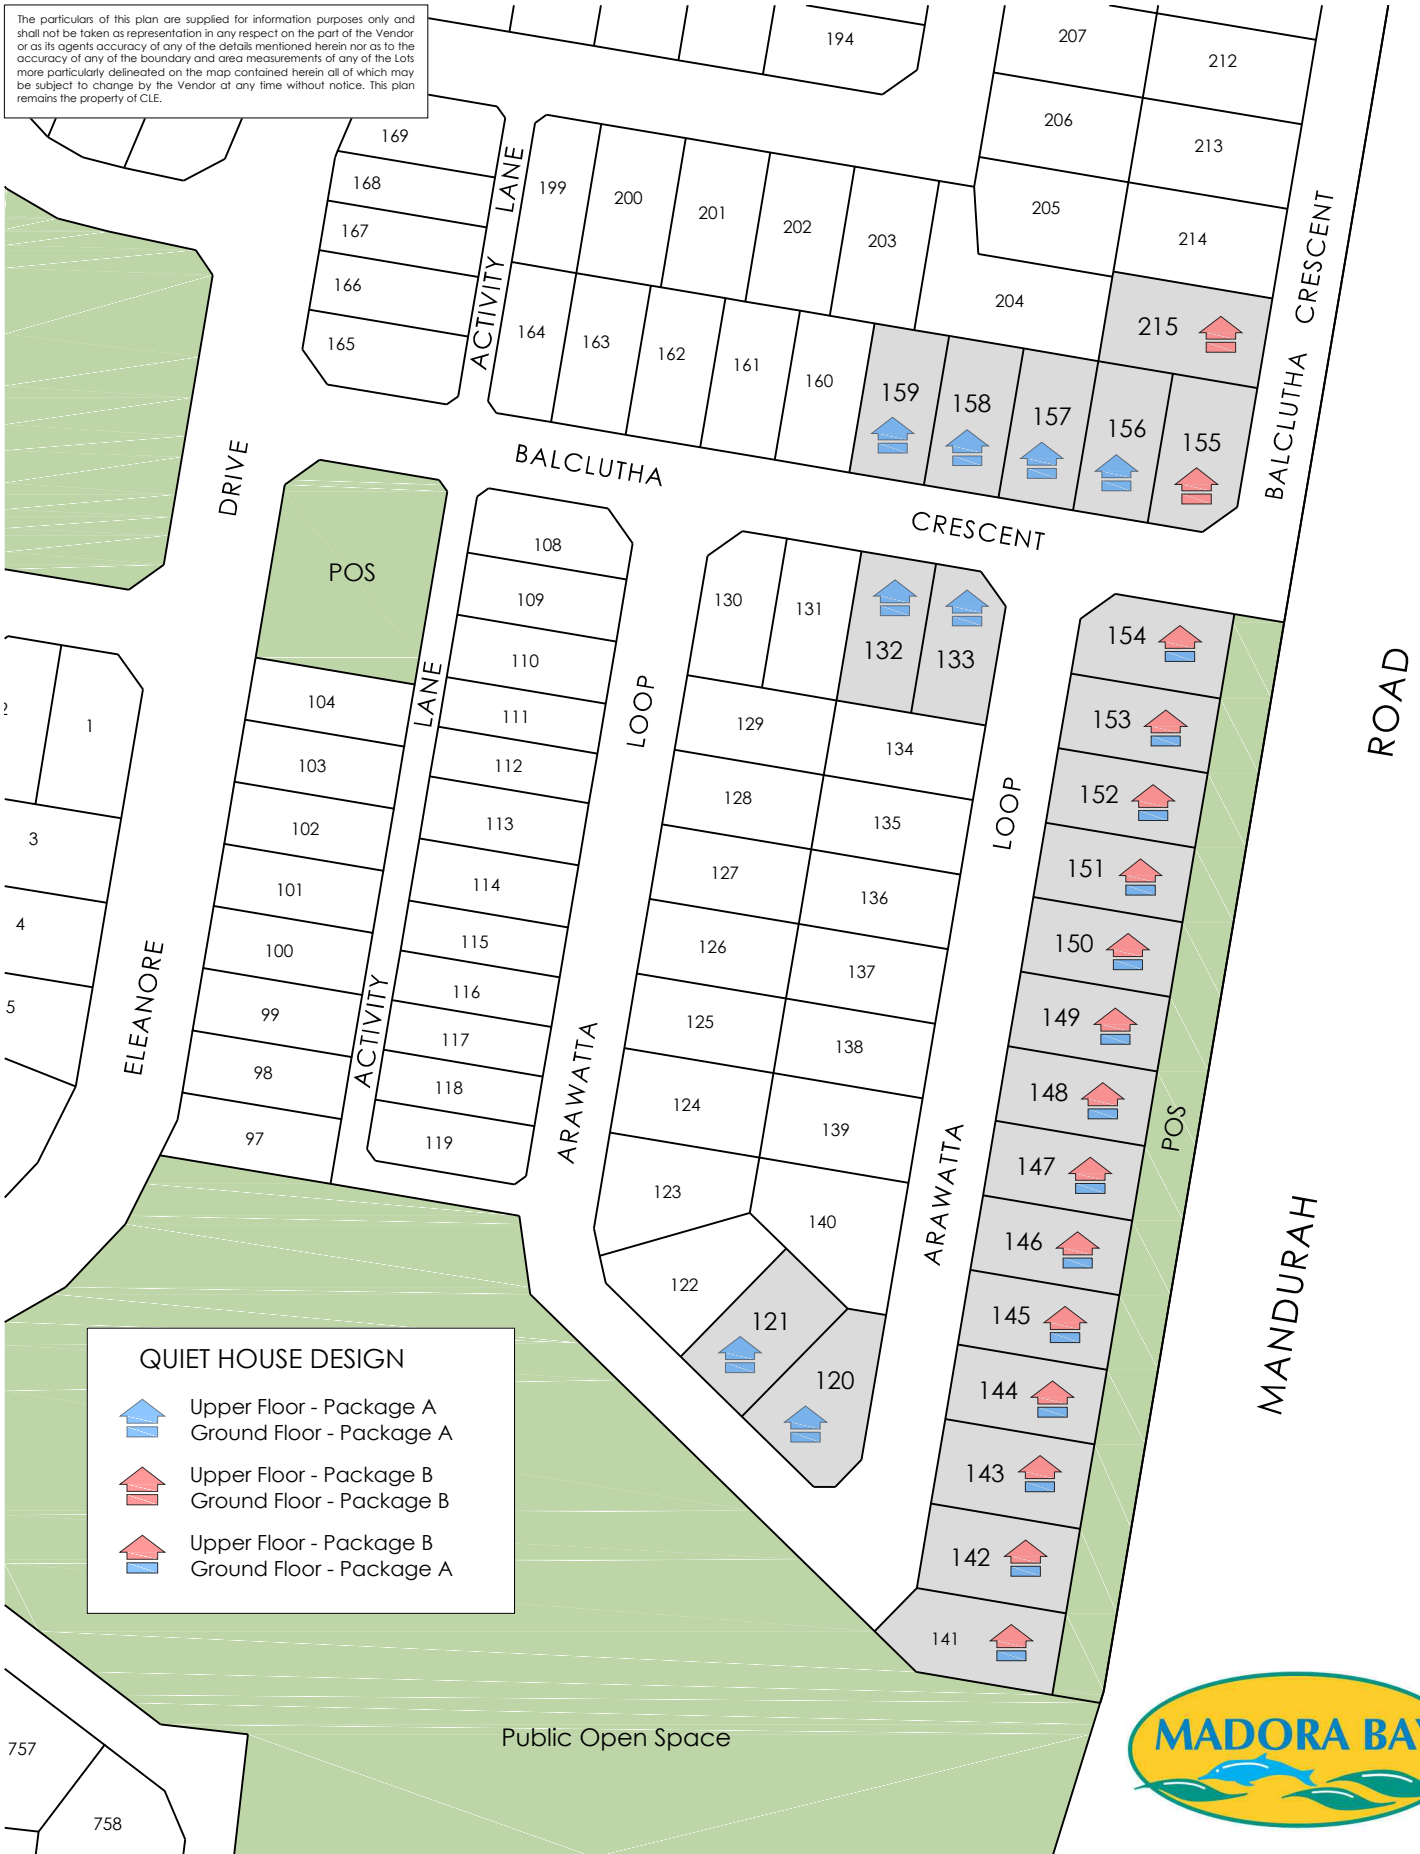 The particulars of this plan are supplied for information purposes only and
shall not be taken as representation in any respect on the part of the Vendor
or as its agents accuracy of any of the details mentioned herein nor as to the
accuracy of any of the boundary and area measurements of any of the Lots
more particularly delineated on the map contained herein all of which may
be subject to change by the Vendor at any time without notice. This plan
remains the property of CLE.
194
207
212
206
213
205
214
169
168
167
166
165
ACTIVITY LANE
199
200
201
202
203
204
215
164
163
162
161
160
159
158
157
156
155
BALCLUTHA CRESCENT
BALCLUTHA CRESCENT
DRIVE
ELEANORE
POS
104
103
102
101
100
99
98
97
LANE
ACTIVITY
108
109
110
111
112
113
114
115
116
117
118
119
LOOP
ARAWATTA
130
131
132
133
129
134
128
135
127
136
126
137
125
138
124
139
123
140
122
121
120
LOOP
ARAWATTA
154
153
152
151
150
149
148
147
146
145
144
143
142
141
POS
ROAD
MANDURAH
2
1
3
4
5
QUIET HOUSE DESIGN
Upper Floor - Package A
Ground Floor - Package A
Upper Floor - Package B
Ground Floor - Package B
Upper Floor - Package B
Ground Floor - Package A
Public Open Space
757
758
MADORA BAY